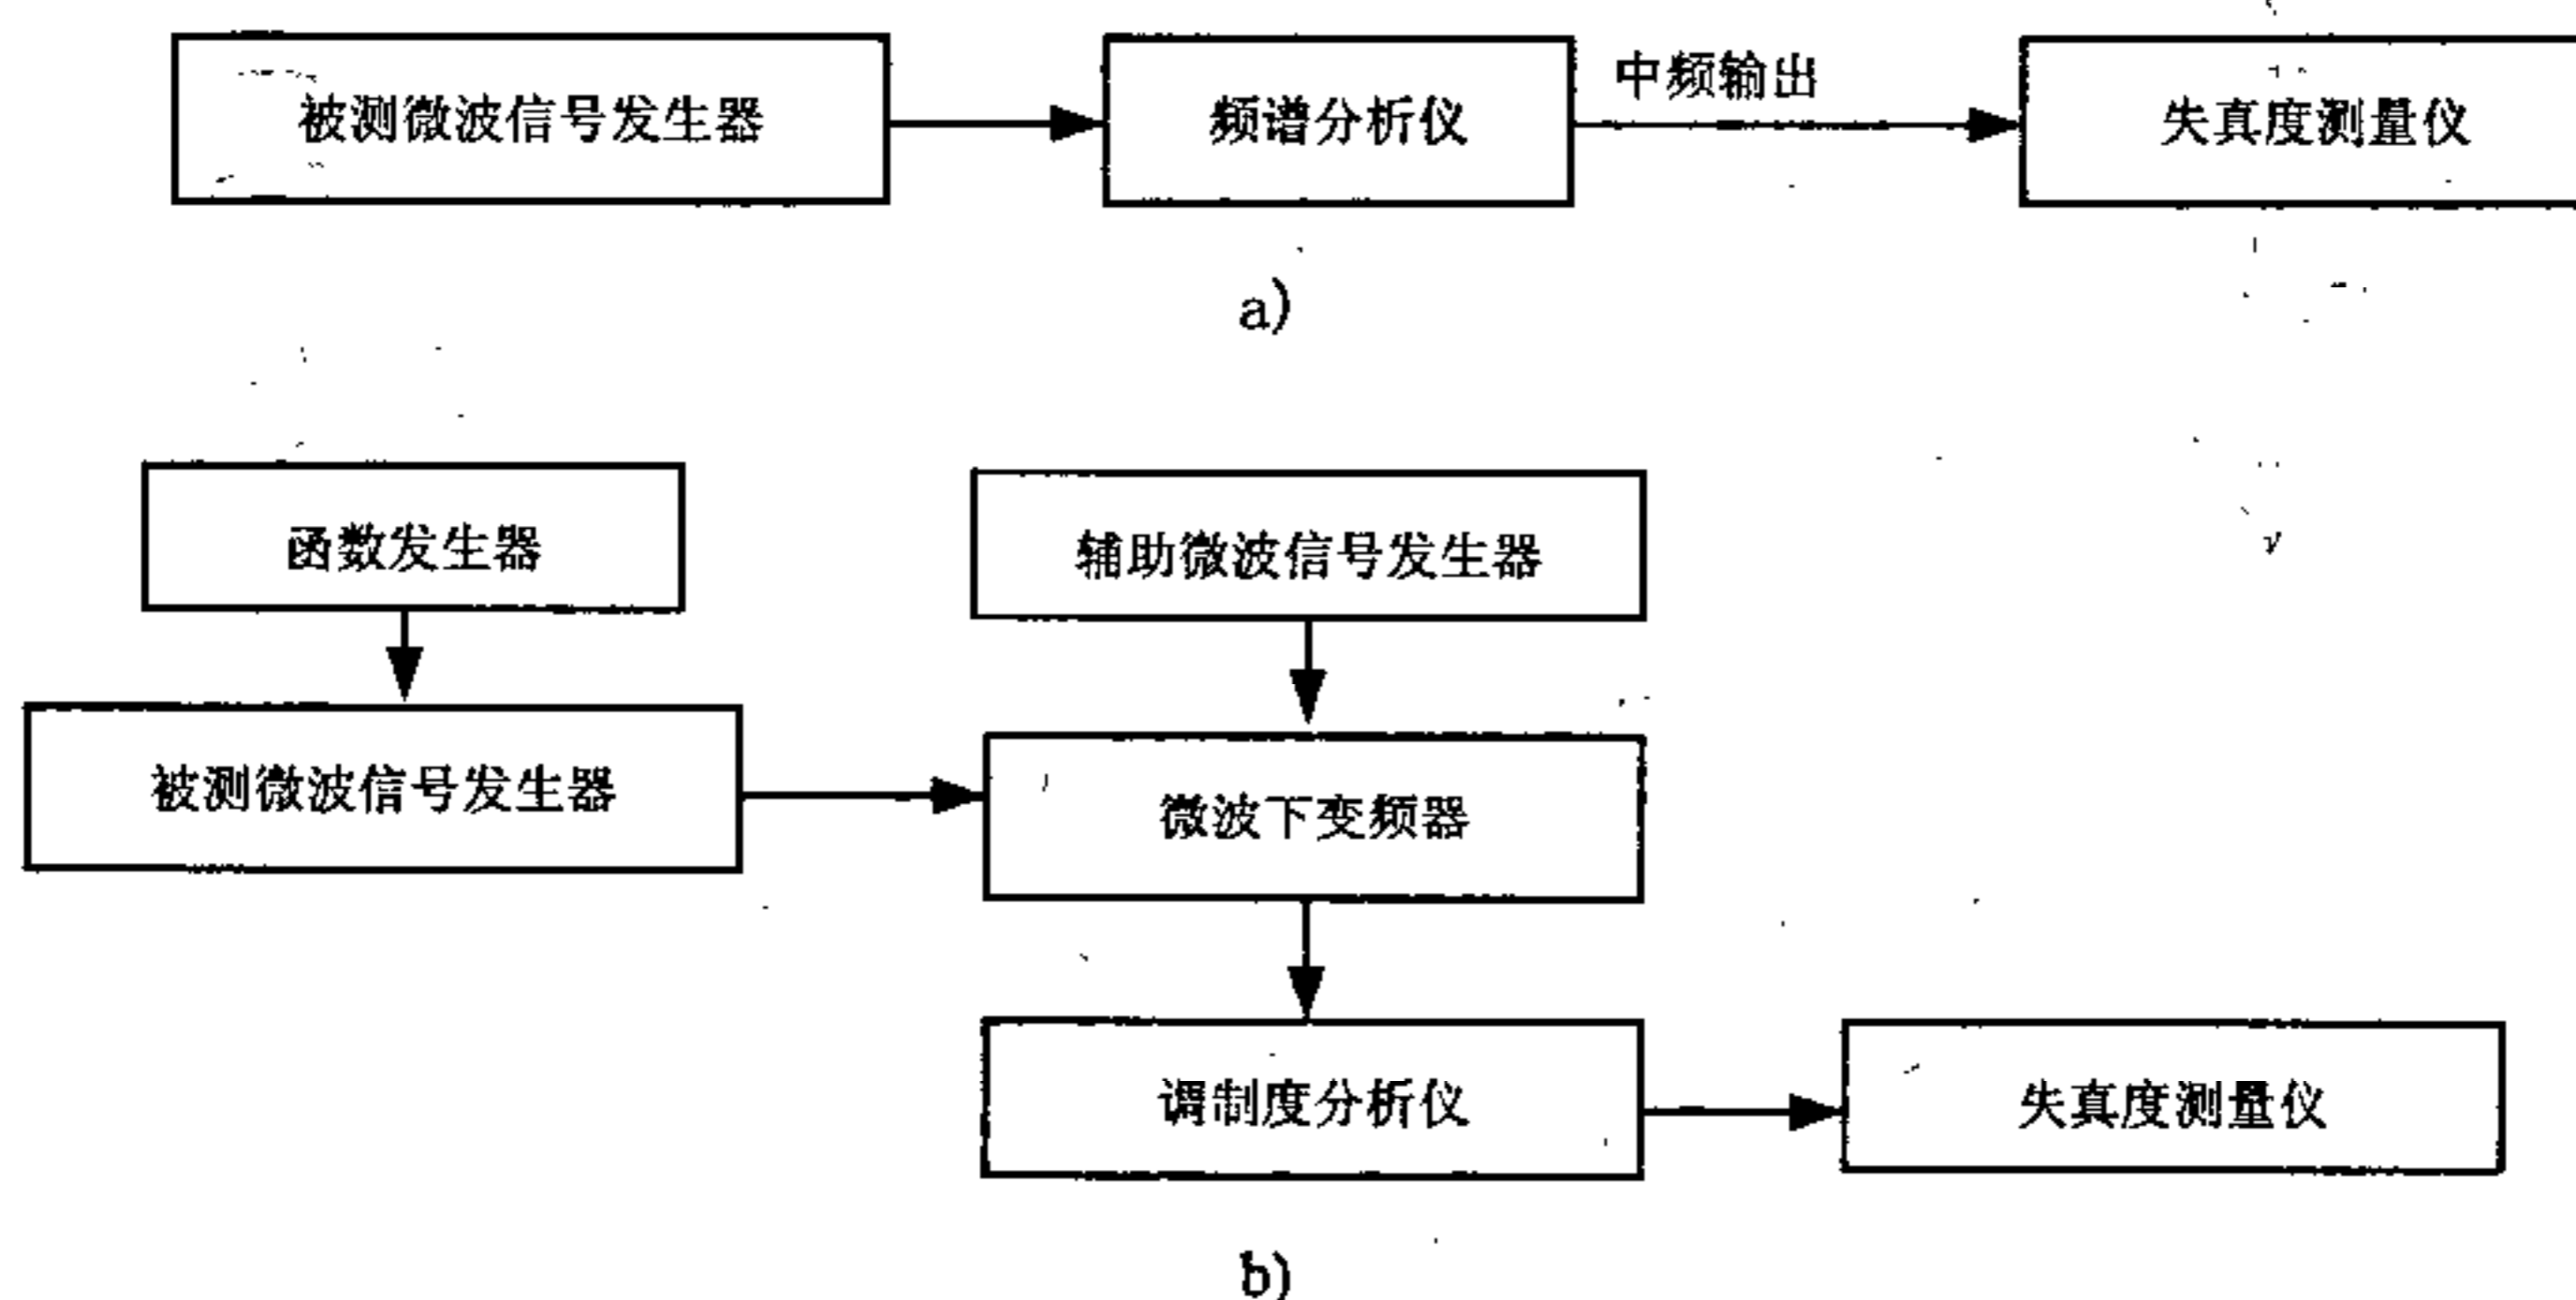 被测微波信号发生器
频谱分析仪
中频输出
失真度测量仪
a)
函数发生器
辅助微波信号发生器
被测微波信号发生器
微波下变频器
调制度分析仪
失真度测量仪
b)